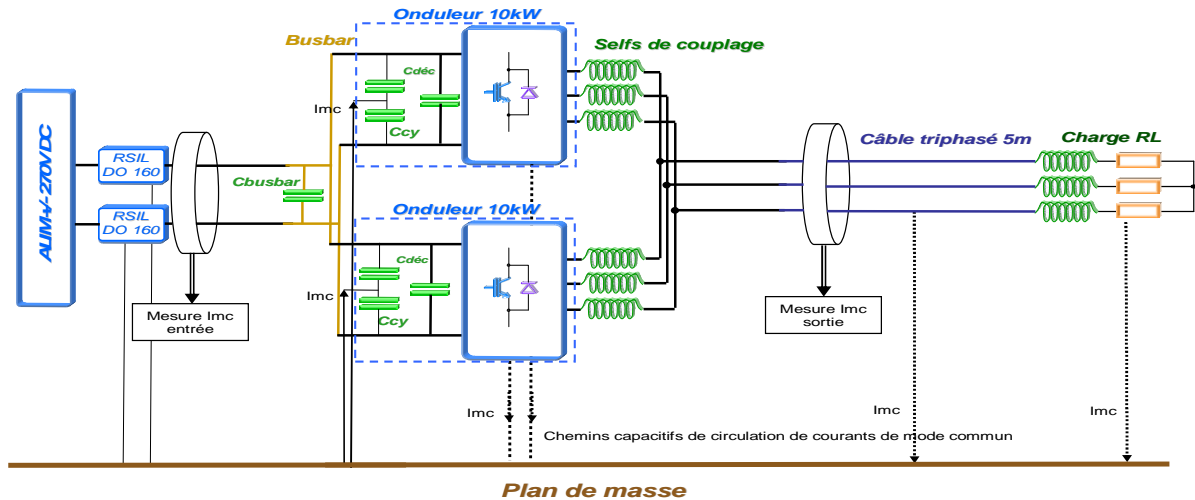 Onduleur 10kW
Busbar
Selfs de couplage
Cdéc
Imc
Ccy
ALIM+/-270V DC
RSIL
DO 160
Câble triphasé 5m
Charge RL
Cbusbar
RSIL
DO 160
Onduleur 10kW
Cdéc
Imc
Ccy
Mesure Imc
entrée
Mesure Imc
sortie
Imc
Imc
Imc
Chemins capacitifs de circulation de courants de mode commun
Plan de masse